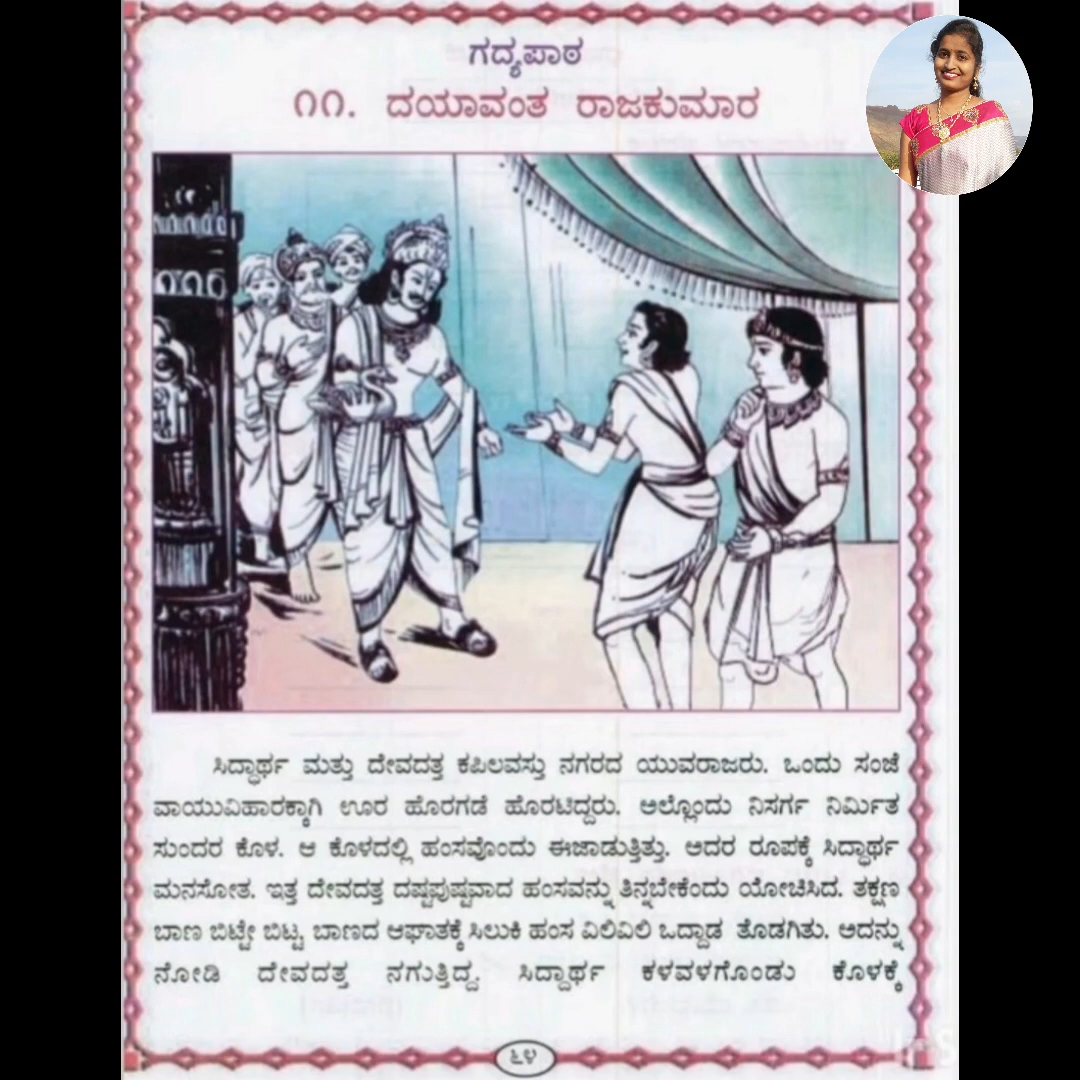 ಗದ್ಯಪಾಠ
೧೧. ದಯಾವಂತ ರಾಜಕುಮಾರ
ಸಿದ್ಧಾರ್ಥ ಮತ್ತು ದೇವದತ್ತ ಕಪಿಲವಸ್ತು ನಗರದ ಯುವರಾಜರು. ಒಂದು ಸಂಜೆ
ವಾಯುವಿಹಾರಕ್ಕಾಗಿ ಊರ ಹೊರಗಡೆ ಹೊರಟಿದ್ದರು. ಅಲ್ಲೊಂದು ನಿಸರ್ಗ ನಿರ್ಮಿತ
ಸುಂದರ ಕೊಳ. ಆ ಕೊಳದಲ್ಲಿ ಹಂಸವೊಂದು ಈಜಾಡುತ್ತಿತ್ತು. ಅದರ ರೂಪಕ್ಕೆ ಸಿದ್ಧಾರ್ಥ
ಮನಸೋತ. ಇತ್ತ ದೇವದತ್ತ ದಷ್ಟಪುಷ್ಟವಾದ ಹಂಸವನ್ನು ತಿನ್ನಬೇಕೆಂದು ಯೋಚಿಸಿದ. ತಕ್ಷಣ
ಬಾಣ ಬಿಟ್ಟೇ ಬಿಟ್ಟ. ಬಾಣದ ಆಘಾತಕ್ಕೆ ಸಿಲುಕಿ ಹಂಸ ವಿಲಿವಿಲಿ ಒದ್ದಾಡ ತೊಡಗಿತು. ಅದನ್ನು
ನೋಡಿ ದೇವದತ್ತ ನಗುತ್ತಿದ್ದ. ಸಿದ್ಧಾರ್ಥ ಕಳವಳಗೊಂಡು ಕೊಳಕ್ಕೆ
೬೪